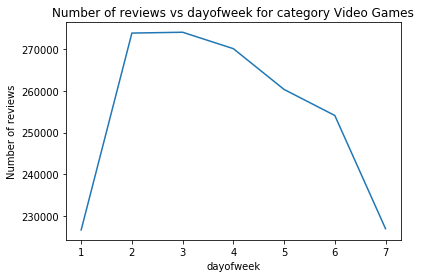 Number of reviews vs dayofweek for category Video Games
270000
260000
250000
240000
230000
Number of reviews
1 2 3 4 5 6 7
dayofweek